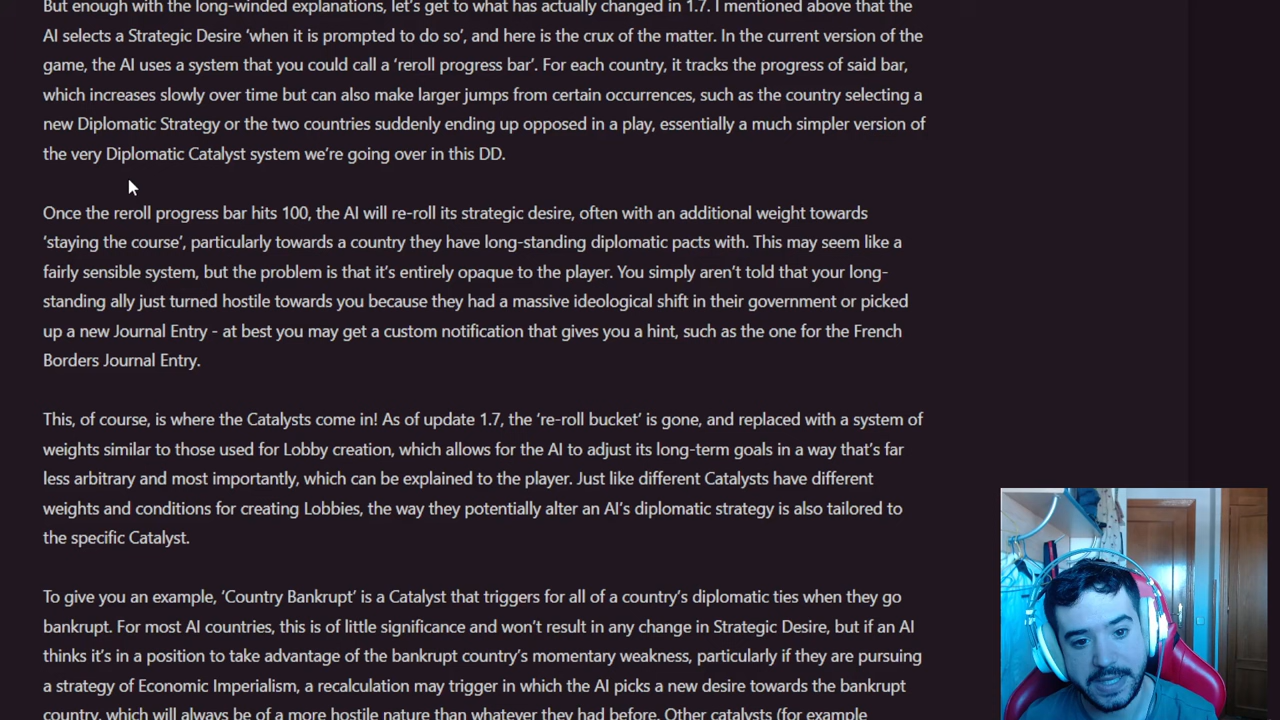 But enough with the long-winded explanations, let's get to what has actually changed in 1.7. I mentioned above that the
AI selects a Strategic Desire 'when it is prompted to do so', and here is the crux of the matter. In the current version of the
game, the AI uses a system that you could call a 'reroll progress bar'. For each country, it tracks the progress of said bar,
which increases slowly over time but can also make larger jumps from certain occurrences, such as the country selecting a
new Diplomatic Strategy or the two countries suddenly ending up opposed in a play, essentially a much simpler version of
the very Diplomatic Catalyst system we're going over in this DD.
Once the reroll progress bar hits 100, the AI will re-roll its strategic desire, often with an additional weight towards
'staying the course', particularly towards a country they have long-standing diplomatic pacts with. This may seem like a
fairly sensible system, but the problem is that it's entirely opaque to the player. You simply aren't told that your long-
standing ally just turned hostile towards you because they had a massive ideological shift in their government or picked
up a new Journal Entry - at best you may get a custom notification that gives you a hint, such as the one for the French
Borders Journal Entry.
This, of course, is where the Catalysts come in! As of update 1.7, the 're-roll bucket' is gone, and replaced with a system of
weights similar to those used for Lobby creation, which allows for the AI to adjust its long-term goals in a way that's far
less arbitrary and most importantly, which can be explained to the player. Just like different Catalysts have different
weights and conditions for creating Lobbies, the way they potentially alter an AI's diplomatic strategy is also tailored to
the specific Catalyst.
To give you an example, 'Country Bankrupt' is a Catalyst that triggers for all of a country's diplomatic ties when they go
bankrupt. For most AI countries, this is of little significance and won't result in any change in Strategic Desire, but if an AI
thinks it's in a position to take advantage of the bankrupt country's momentary weakness, particularly if they are pursuing
a strategy of Economic Imperialism, a recalculation may trigger in which the AI picks a new desire towards the bankrupt
country, which will always be of a more hostile nature than whatever they had before. Other catalysts (for example